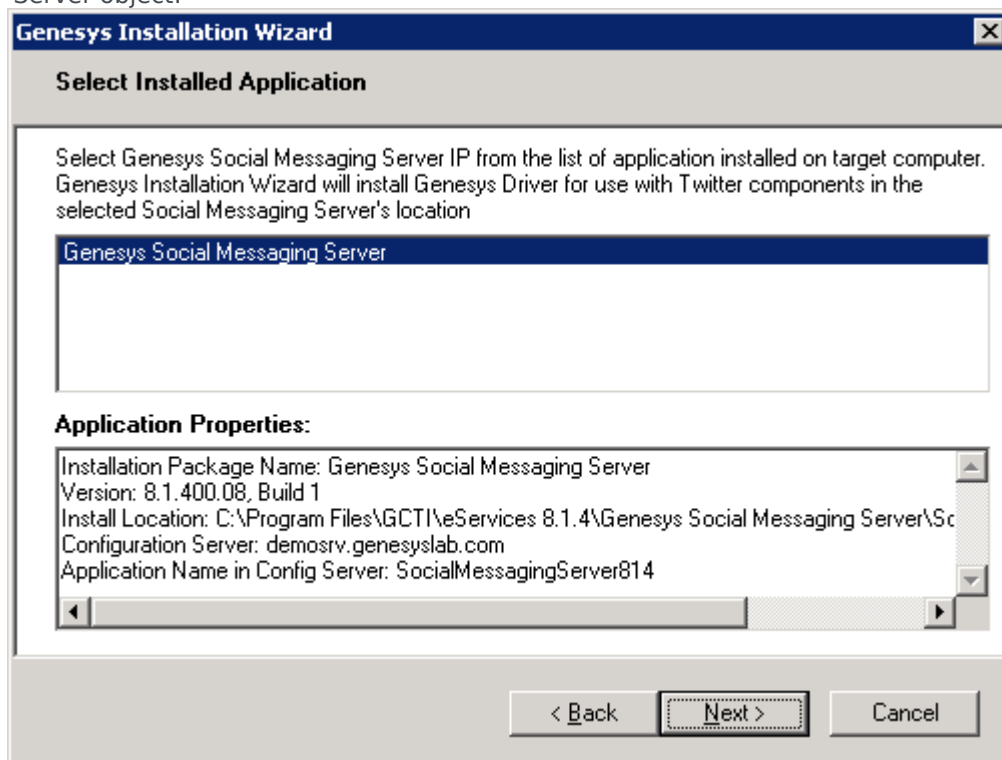 Server object.
Genesys Installation Wizard
Select Installed Application
Select Genesys Social Messaging Server IP from the list of application installed on target computer.
Genesys Installation Wizard will install Genesys Driver for use with Twitter components in the
selected Social Messaging Server's location
Genesys Social Messaging Server
Application Properties:
Installation Package Name: Genesys Social Messaging Server
Version: 8.1.400.08, Build 1
Install Location: C:\Program Files\GCTI\eServices 8.1.4\Genesys Social Messaging Server\Sc
Configuration Server: demosrv.genesyslab.com
Application Name in Config Server: SocialMessagingServer814
< Back Next > Cancel